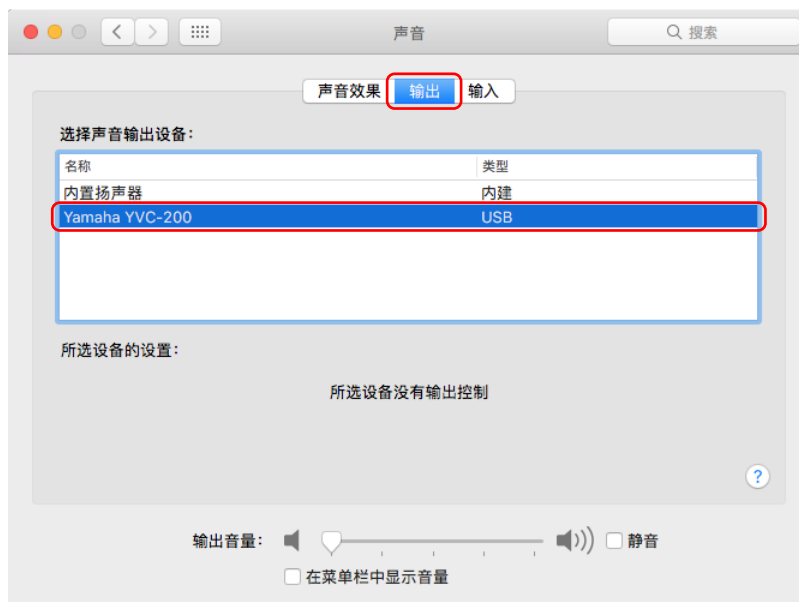 声音
搜索
声音效果 输出 输入
选择声音输出设备：
名称 类型
内置扬声器 内建
Yamaha YVC-200 USB
所选设备的设置：
所选设备没有输出控制
?
输出音量： 静音
在菜单栏中显示音量